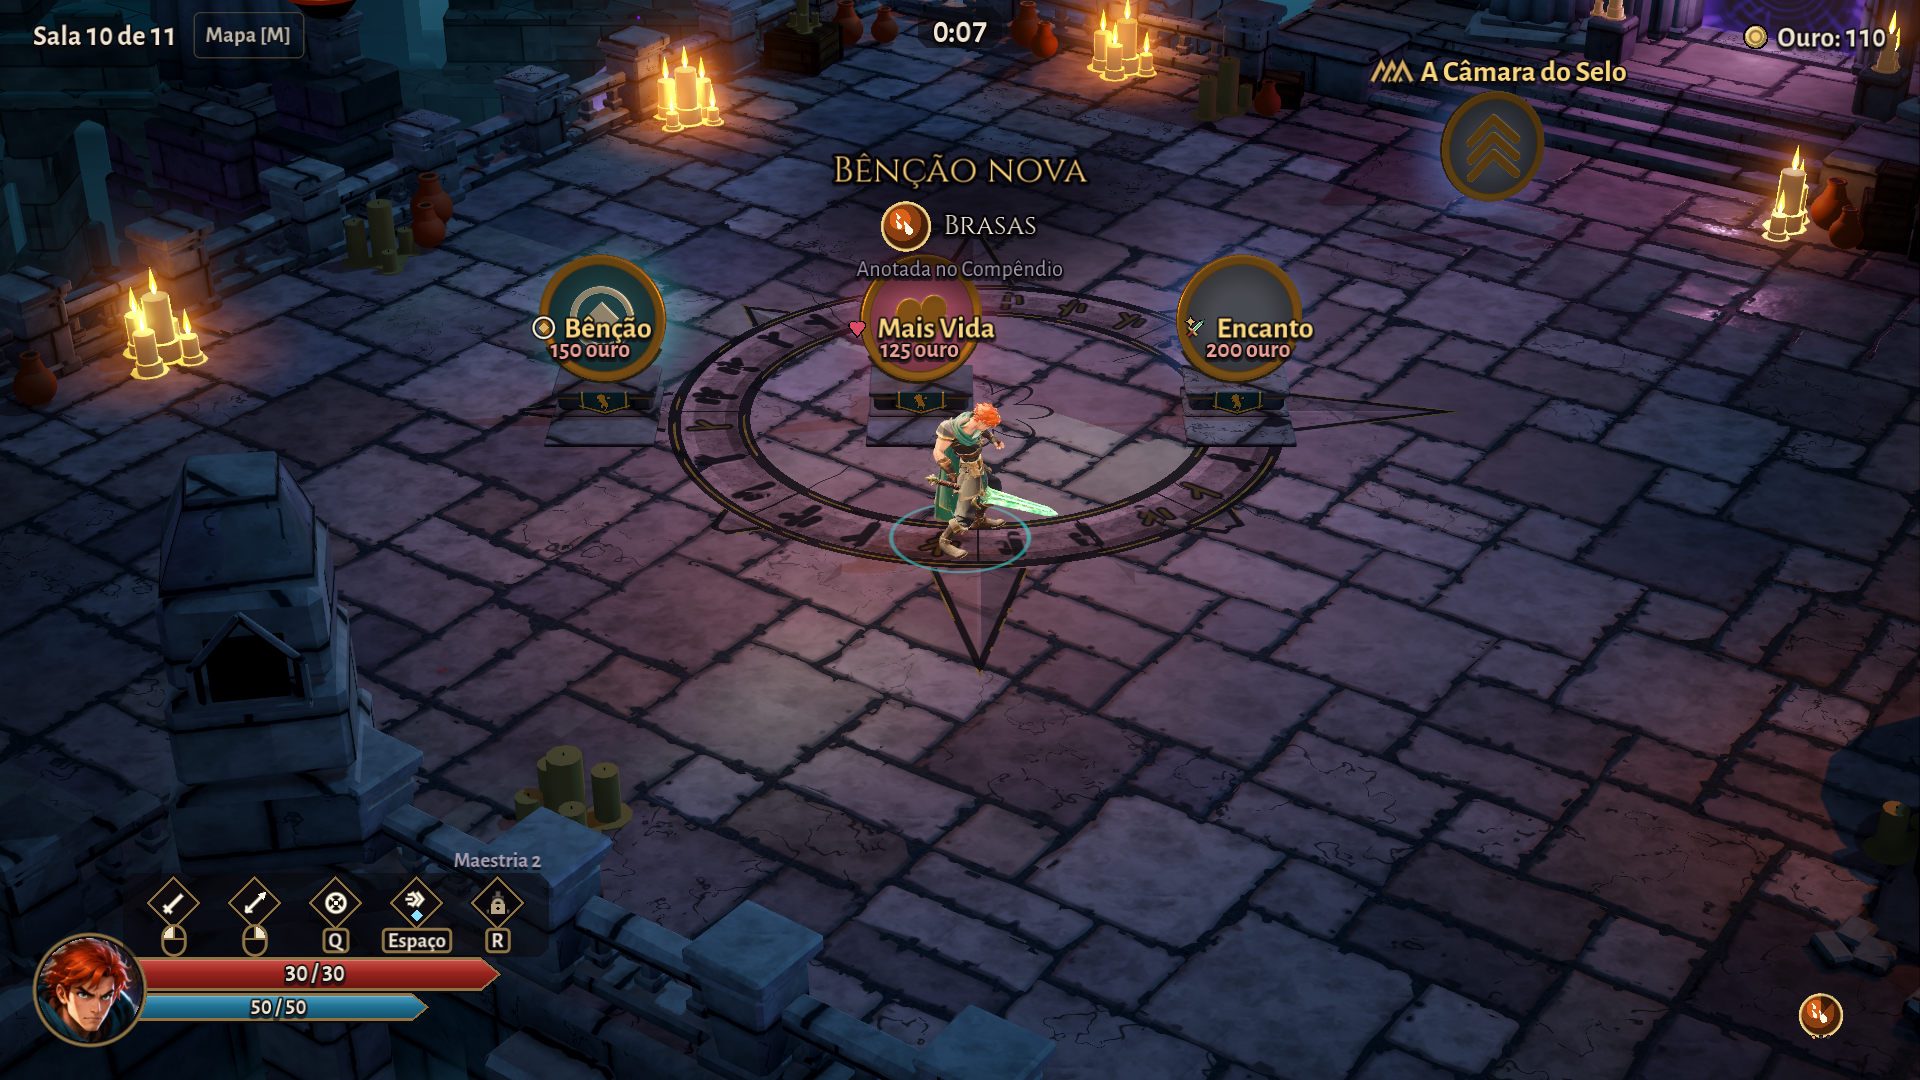 Sala 10 de 11
Mapa [M]
0:07
Ouro: 110
A Câmara do Selo
BÊNÇÃO NOVA
BRASAS
Anotada no Compêndio
Bênção
150 ouro
Mais Vida
125 ouro
Encanto
200 ouro
Maestria 2
Q
Espaço
R
30/30
50/50